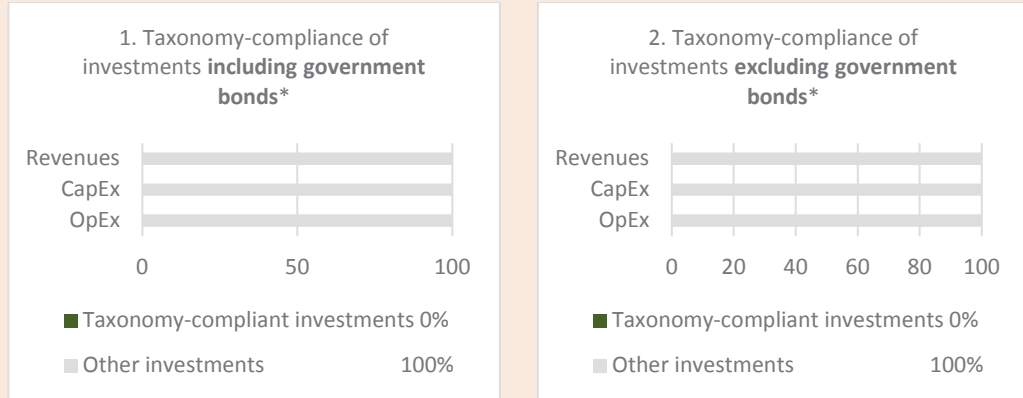 1. Taxonomy-compliance of
investments including government
bonds*
Revenues
CapEx
OpEx
0 50 100
Taxonomy-compliant investments 0%
Other investments 100%
2. Taxonomy-compliance of
investments excluding government
bonds*
Revenues
CapEx
OpEx
0 20 40 60 80 100
Taxonomy-compliant investments 0%
Other investments 100%